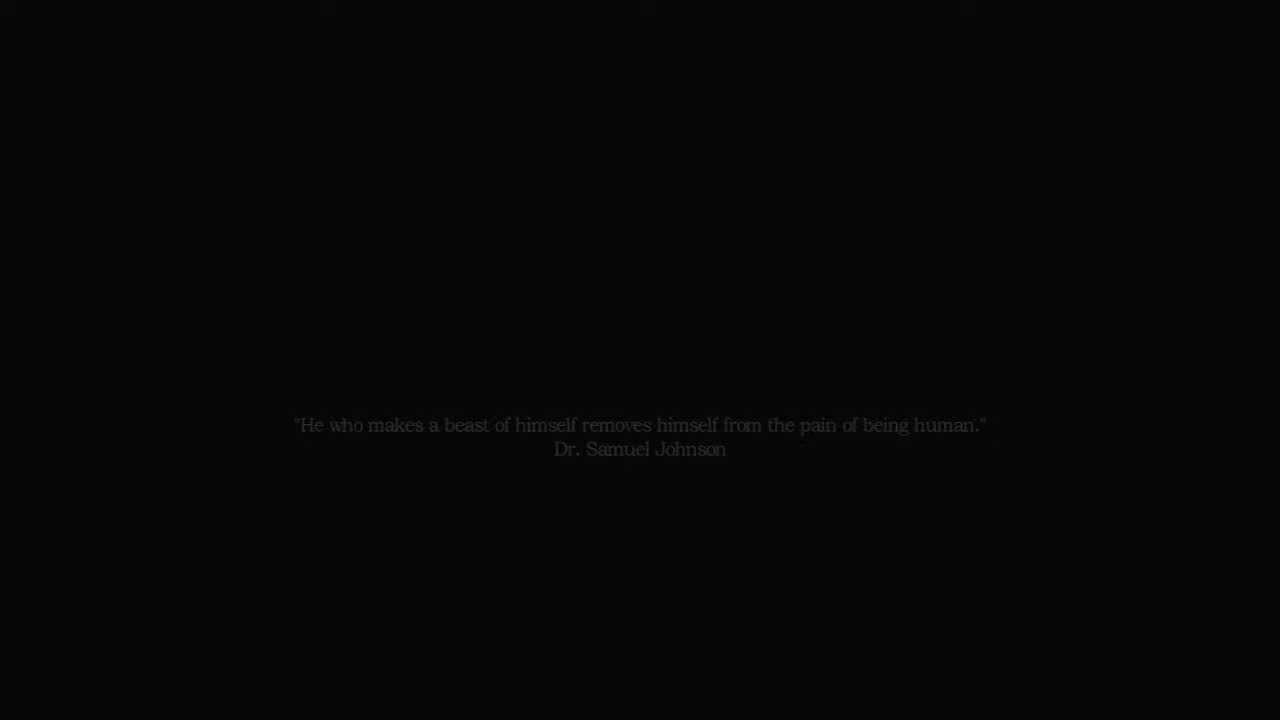 "He who makes a beast of himself removes himself from the pain of being human."
Dr. Samuel Johnson